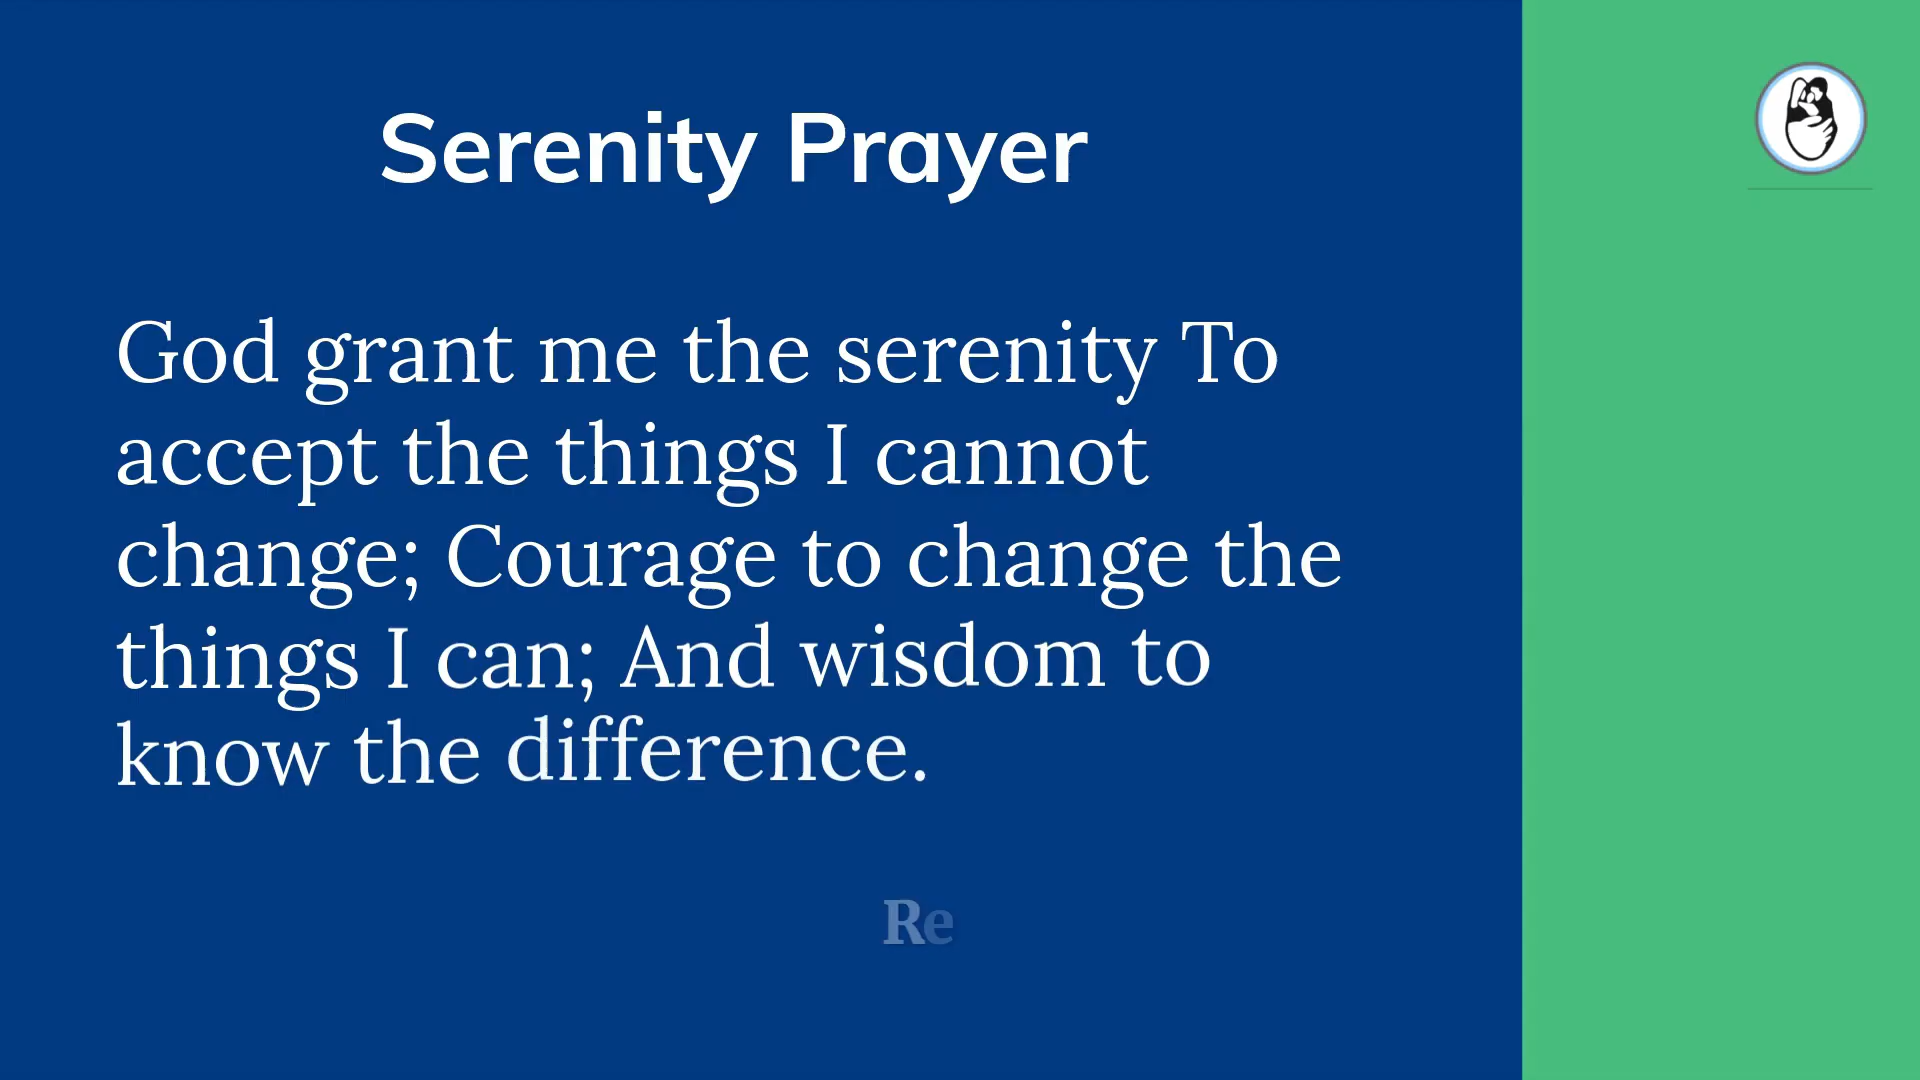 Serenity Prayer
God grant me the serenity To
accept the things I cannot
change; Courage to change the
things I can; And wisdom to
know the difference.
Re